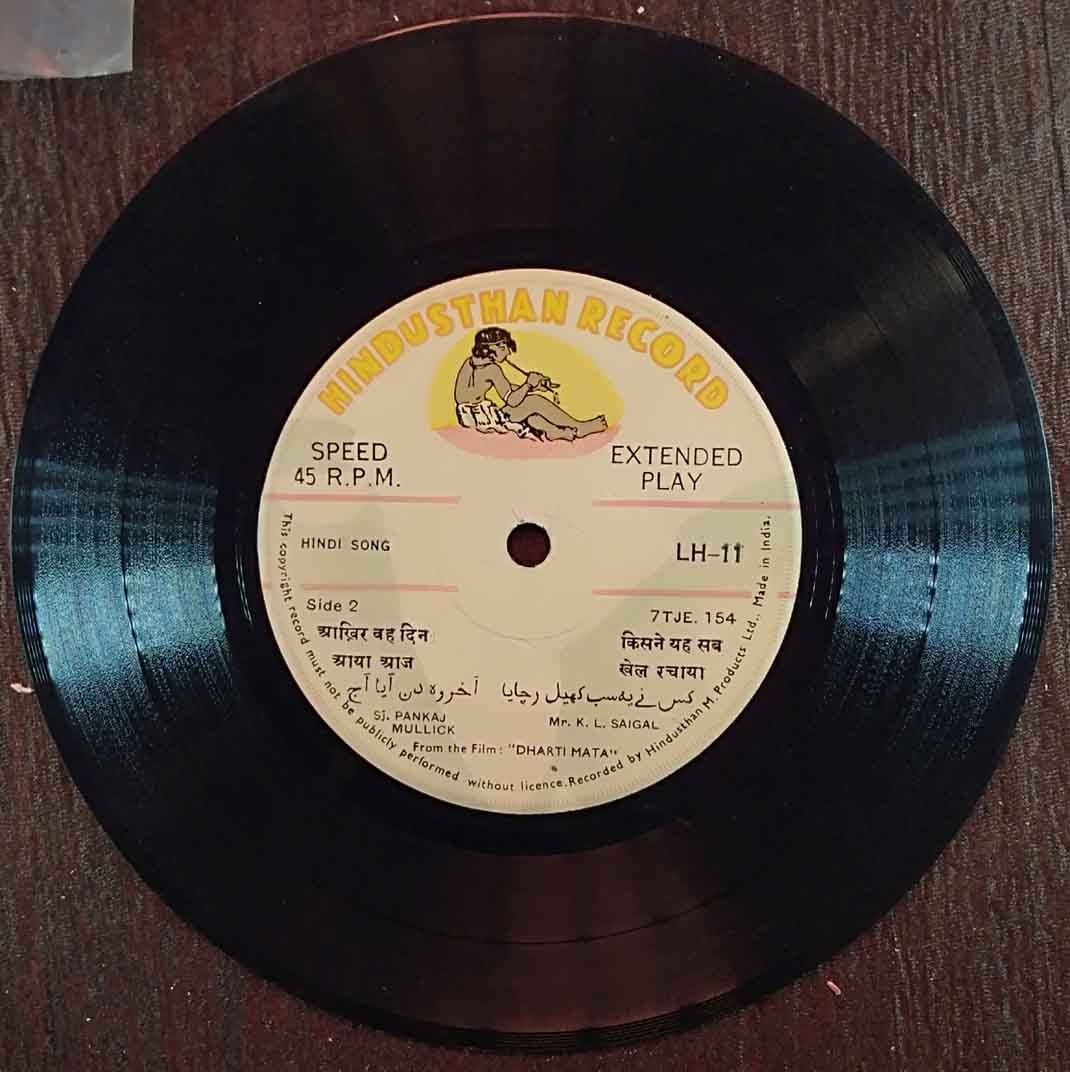 HINDUSTHAN RECORD
SPEED
45 R.P.M.
EXTENDED
PLAY
HINDI SONG
LH-11
Side 2
7TJE. 154
आख़िर वह दिन
आया आज
किसने यह सब
खेल रचाया
آخر وہ دن آیا آج
کس نے یہ سب کھیل رچایا
Sj. PANKAJ
MULLICK
Mr. K. L. SAIGAL
From the Film: "DHARTI MATA"
This copyright record must not be publicly performed without licence. Recorded by Hindusthan M. Products Ltd., Made in India.